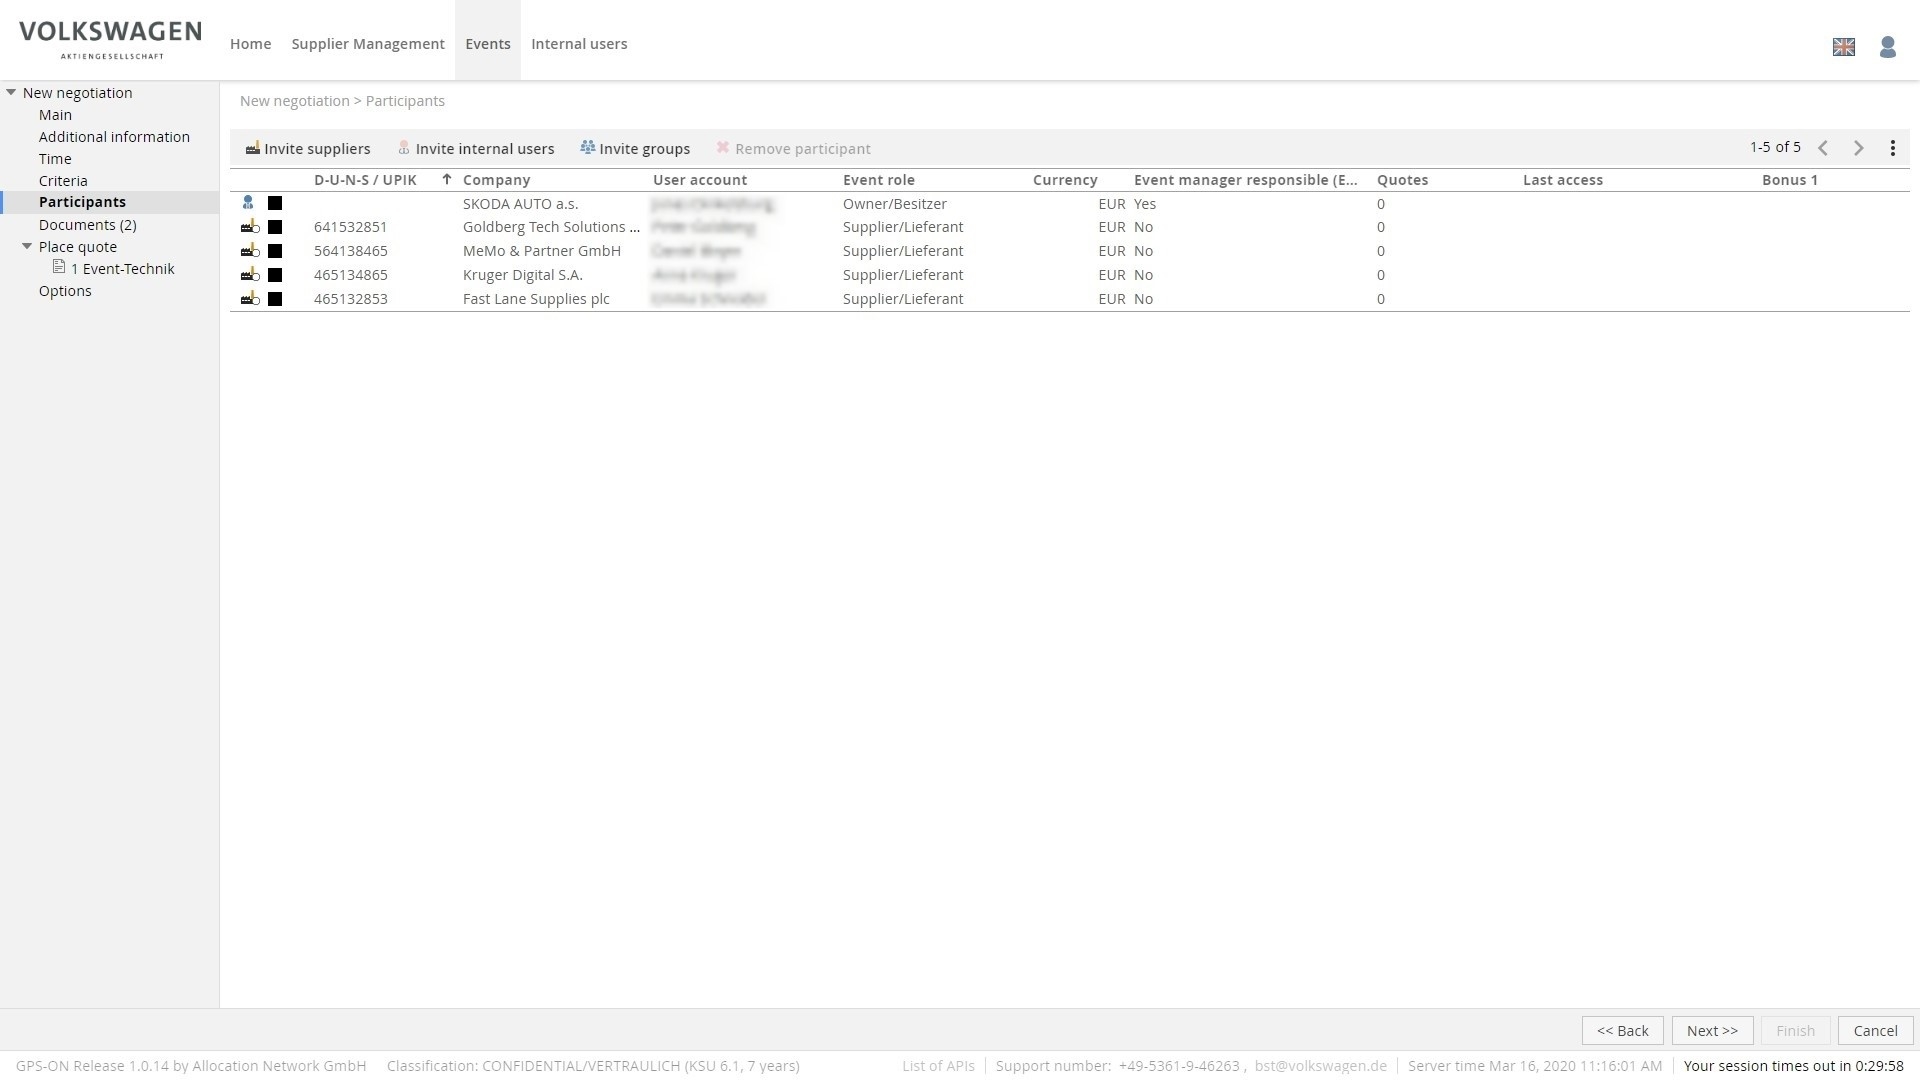 VOLKSWAGEN
AKTIENGESELLSCHAFT
Home Supplier Management Events Internal users
New negotiation
Main
Additional information
Time
Criteria
Participants
Documents (2)
Place quote
1 Event-Technik
Options
New negotiation > Participants
Invite suppliers Invite internal users Invite groups Remove participant 1-5 of 5
D-U-N-S / UPIK Company User account Event role Currency Event manager responsible (E... Quotes Last access Bonus 1
SKODA AUTO a.s. Owner/Besitzer EUR Yes 0
641532851 Goldberg Tech Solutions ... Supplier/Lieferant EUR No 0
564138465 MeMo & Partner GmbH Supplier/Lieferant EUR No 0
465134865 Kruger Digital S.A. Supplier/Lieferant EUR No 0
465132853 Fast Lane Supplies plc Supplier/Lieferant EUR No 0
<< Back Next >> Finish Cancel
GPS-ON Release 1.0.14 by Allocation Network GmbH Classification: CONFIDENTIAL/VERTRAULICH (KSU 6.1, 7 years) List of APIs Support number: +49-5361-9-46263 , bst@volkswagen.de Server time Mar 16, 2020 11:16:01 AM Your session times out in 0:29:58